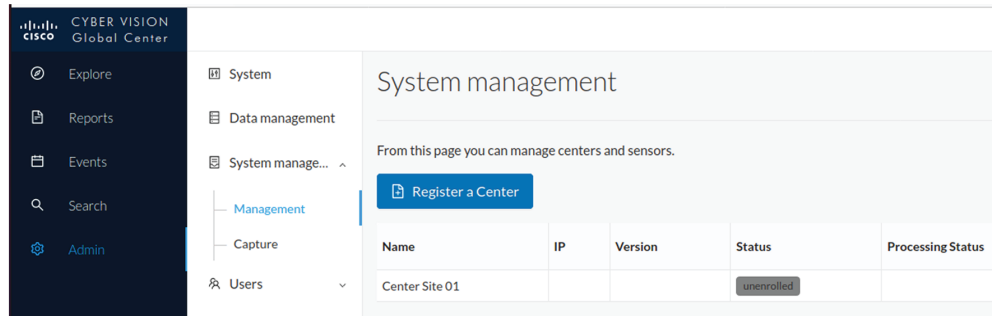 CYBER VISION
CISCO
Global Center
Explore
Reports
Events
Search
Admin
System
Data management
System manage...
Management
Capture
Users
System management
From this page you can manage centers and sensors.
Register a Center
Name IP Version Status Processing Status
Center Site 01 unenrolled